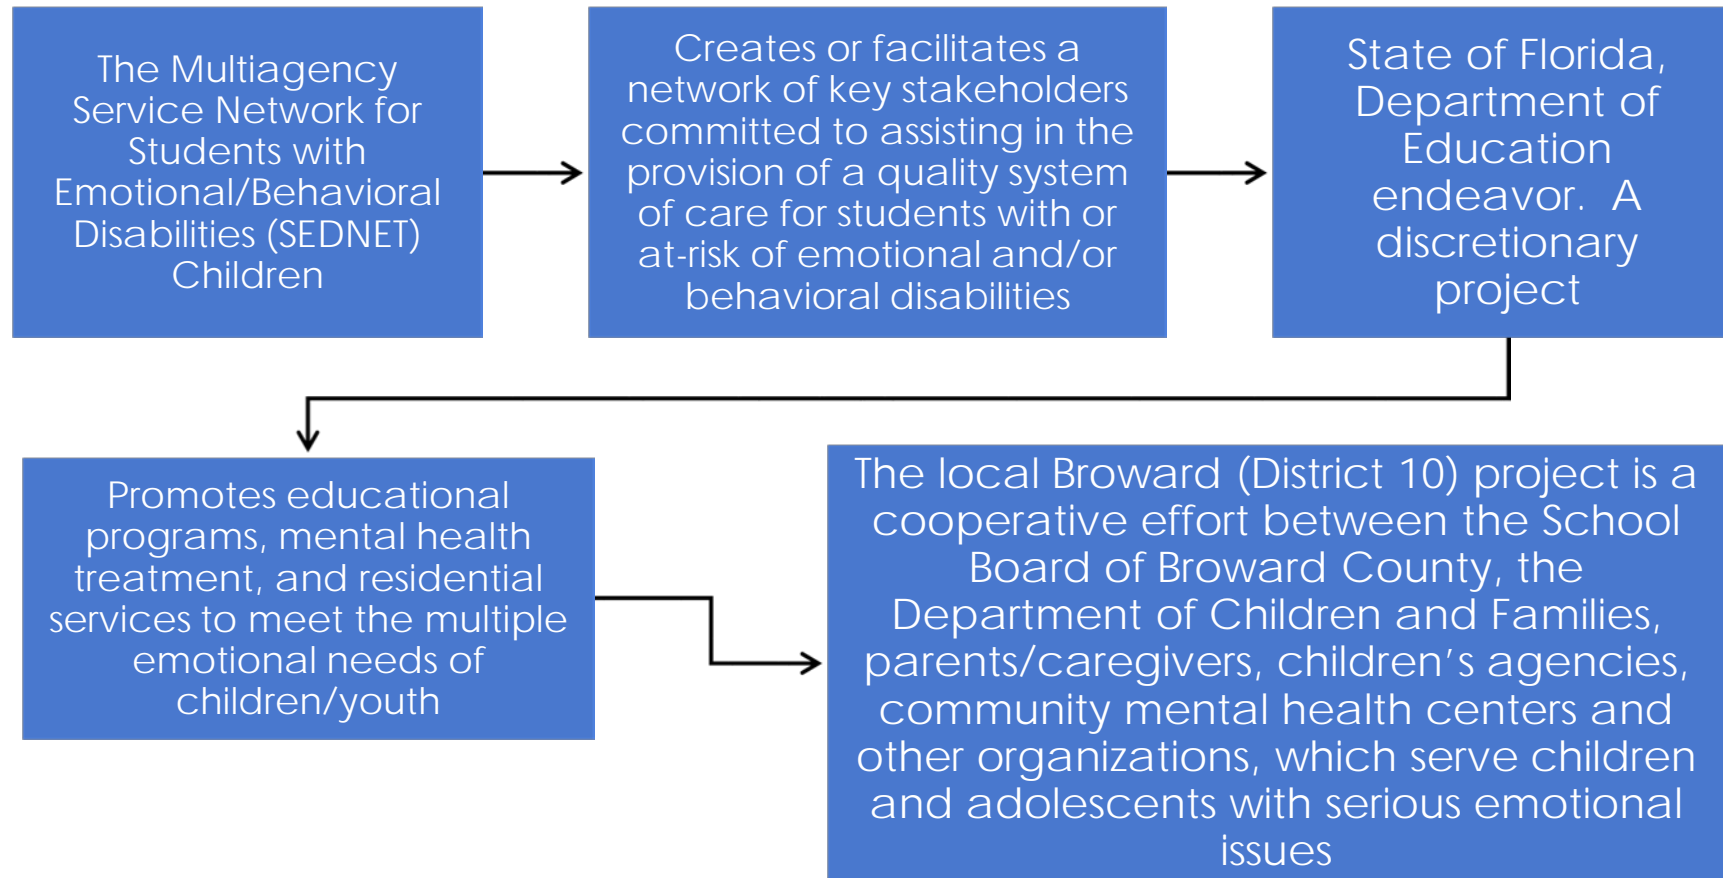 The Multiagency
Service Network for
Students with
Emotional/Behavioral
Disabilities (SEDNET)
Children
Creates or facilitates a
network of key stakeholders
committed to assisting in the
provision of a quality system
of care for students with or
at-risk of emotional and/or
behavioral disabilities
State of Florida,
Department of
Education
endeavor.  A
discretionary
project
Promotes educational
programs, mental health
treatment, and residential
services to meet the multiple
emotional needs of
children/youth
The local Broward (District 10) project is a
cooperative effort between the School
Board of Broward County, the
Department of Children and Families,
parents/caregivers, children’s agencies,
community mental health centers and
other organizations, which serve children
and adolescents with serious emotional
issues